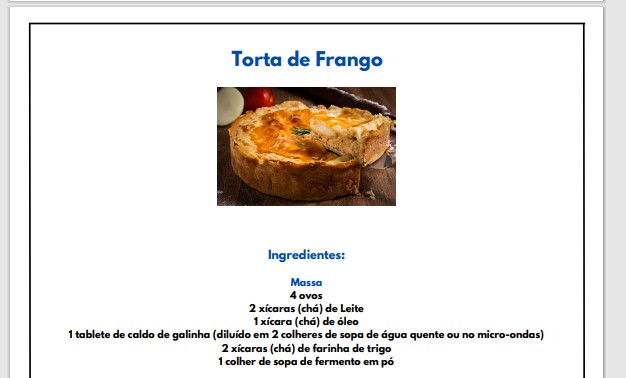 Torta de Frango
Ingredientes:
Massa
4 ovos
2 xícaras (chá) de Leite
1 xícara (chá) de óleo
1 tablete de caldo de galinha (diluído em 2 colheres de sopa de água quente ou no micro-ondas)
2 xícaras (chá) de farinha de trigo
1 colher de sopa de fermento em pó